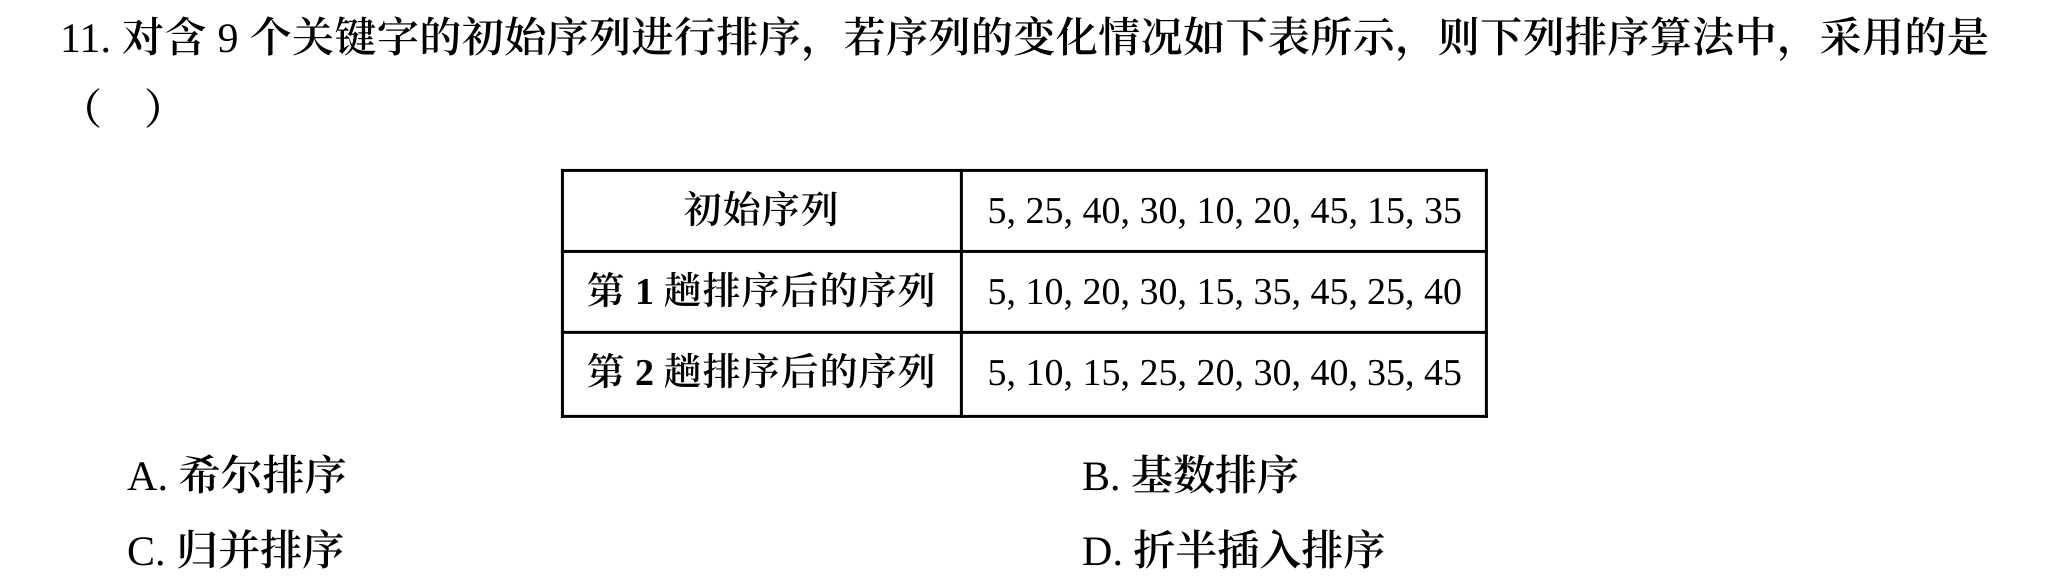 11. 对含 9 个关键字的初始序列进行排序，若序列的变化情况如下表所示，则下列排序算法中，采用的是
（ ）
初始序列 5, 25, 40, 30, 10, 20, 45, 15, 35
第 1 趟排序后的序列 5, 10, 20, 30, 15, 35, 45, 25, 40
第 2 趟排序后的序列 5, 10, 15, 25, 20, 30, 40, 35, 45
A. 希尔排序 B. 基数排序
C. 归并排序 D. 折半插入排序